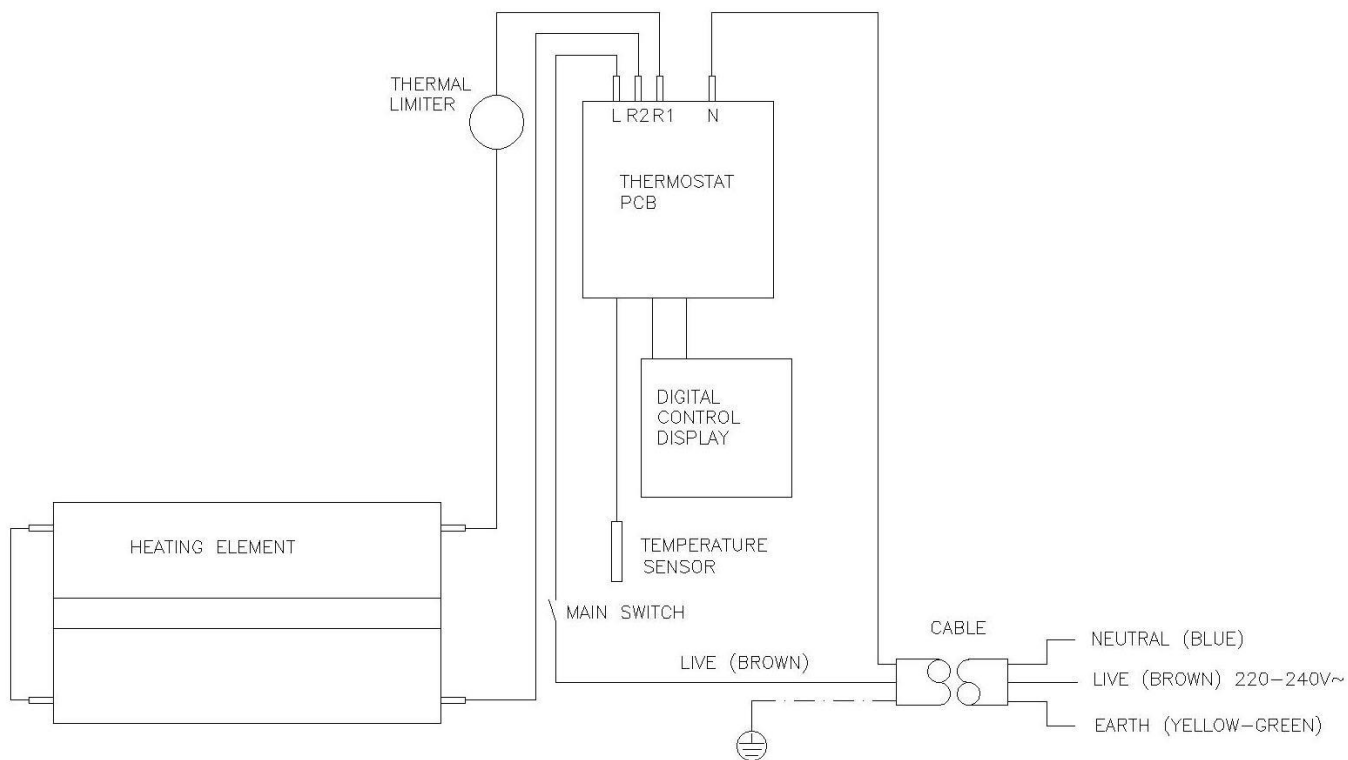 THERMAL
LIMITER
L R2 R1 N
THERMOSTAT
PCB
DIGITAL
CONTROL
DISPLAY
HEATING ELEMENT
TEMPERATURE
SENSOR
MAIN SWITCH
CABLE
NEUTRAL (BLUE)
LIVE (BROWN)
LIVE (BROWN) 220-240V~
EARTH (YELLOW-GREEN)